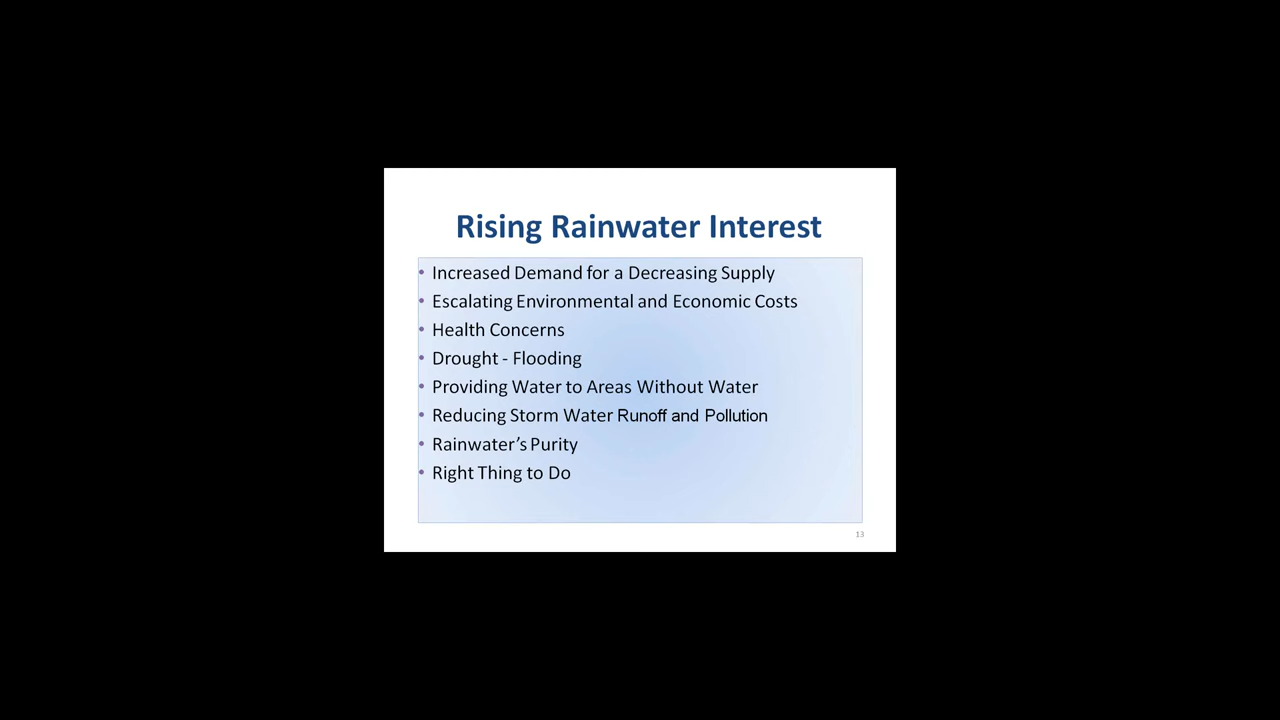 Rising Rainwater Interest
• Increased Demand for a Decreasing Supply
• Escalating Environmental and Economic Costs
• Health Concerns
• Drought - Flooding
• Providing Water to Areas Without Water
• Reducing Storm Water Runoff and Pollution
• Rainwater’s Purity
• Right Thing to Do
13